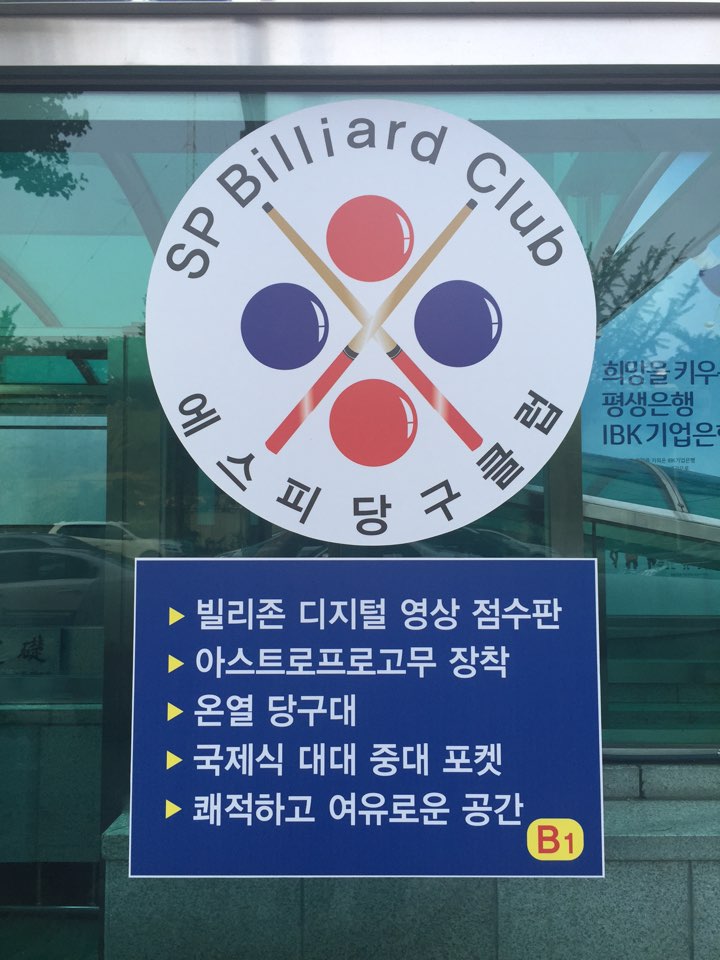 SP Billiard Club
에스피당구클럽
빌리존 디지털 영상 점수판
아스트로프로고무 장착
온열 당구대
국제식 대대 중대 포켓
쾌적하고 여유로운 공간
B1
희망을 키우
평생은행
IBK기업은행
礎